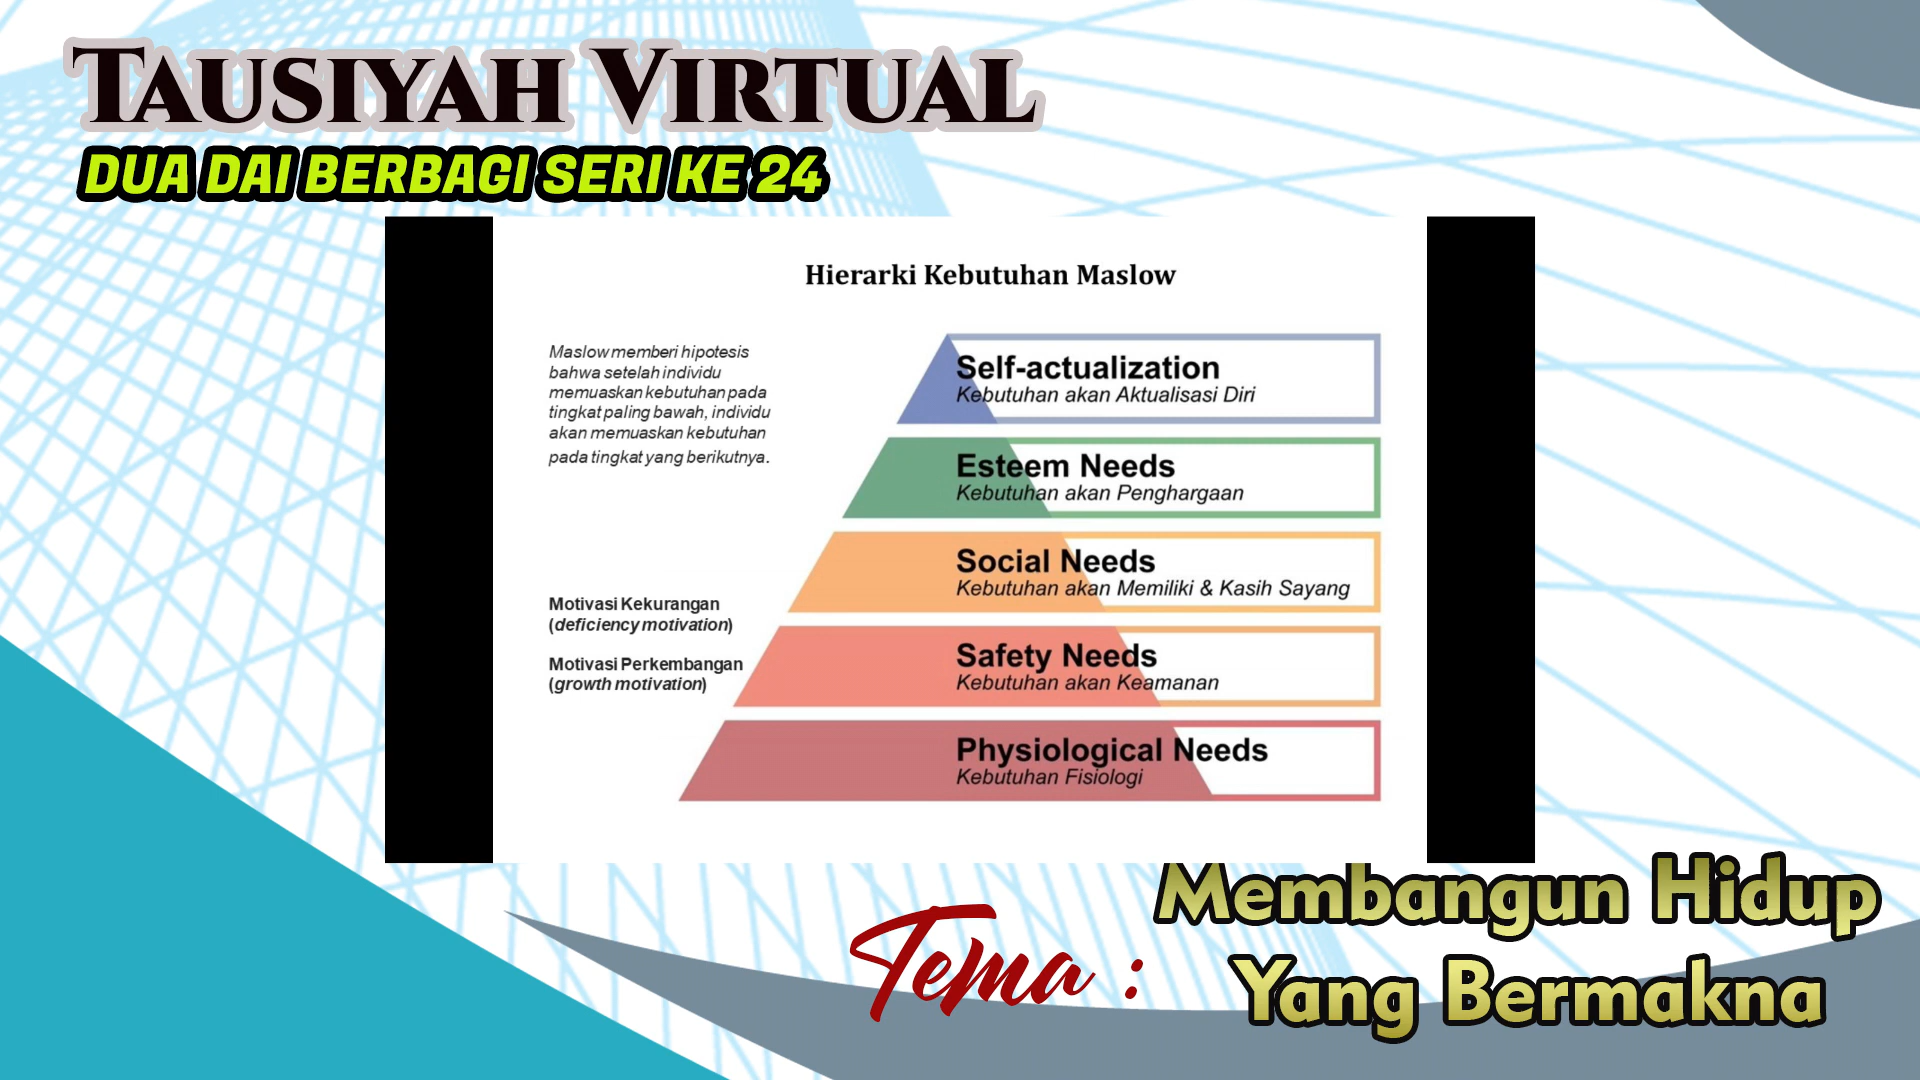 TAUSIYAH VIRTUAL
DUA DAI BERBAGI SERI KE 24
Hierarki Kebutuhan Maslow
Maslow memberi hipotesis
bahwa setelah individu
memuaskan kebutuhan pada
tingkat paling bawah, individu
akan memuaskan kebutuhan
pada tingkat yang berikutnya.
Motivasi Kekurangan
(deficiency motivation)
Motivasi Perkembangan
(growth motivation)
Self-actualization
Kebutuhan akan Aktualisasi Diri
Esteem Needs
Kebutuhan akan Penghargaan
Social Needs
Kebutuhan akan Memiliki & Kasih Sayang
Safety Needs
Kebutuhan akan Keamanan
Physiological Needs
Kebutuhan Fisiologi
Tema :
Membangun Hidup
Yang Bermakna